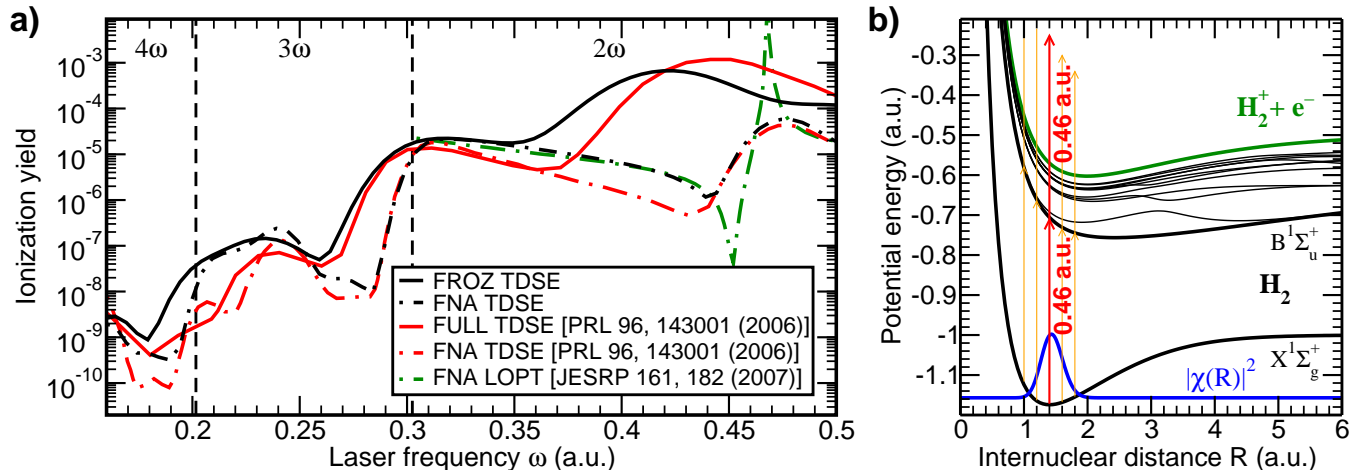 a)
4ω
3ω
2ω
10⁻³
10⁻⁴
10⁻⁵
10⁻⁶
10⁻⁷
10⁻⁸
10⁻⁹
10⁻¹⁰
Ionization yield
FROZ TDSE
FNA TDSE
FULL TDSE [PRL 96, 143001 (2006)]
FNA TDSE [PRL 96, 143001 (2006)]
FNA LOPT [JESRP 161, 182 (2007)]
0.2
0.25
0.3
0.35
0.4
0.45
0.5
Laser frequency ω (a.u.)
b)
-0.3
-0.4
-0.5
-0.6
-0.7
-0.8
-0.9
-1
-1.1
Potential energy (a.u.)
0.46 a.u.
0.46 a.u.
H₂⁺ + e⁻
B¹Σᵤ⁺
H₂
X¹Σg⁺
|χ(R)|²
0
1
2
3
4
5
6
Internuclear distance R (a.u.)